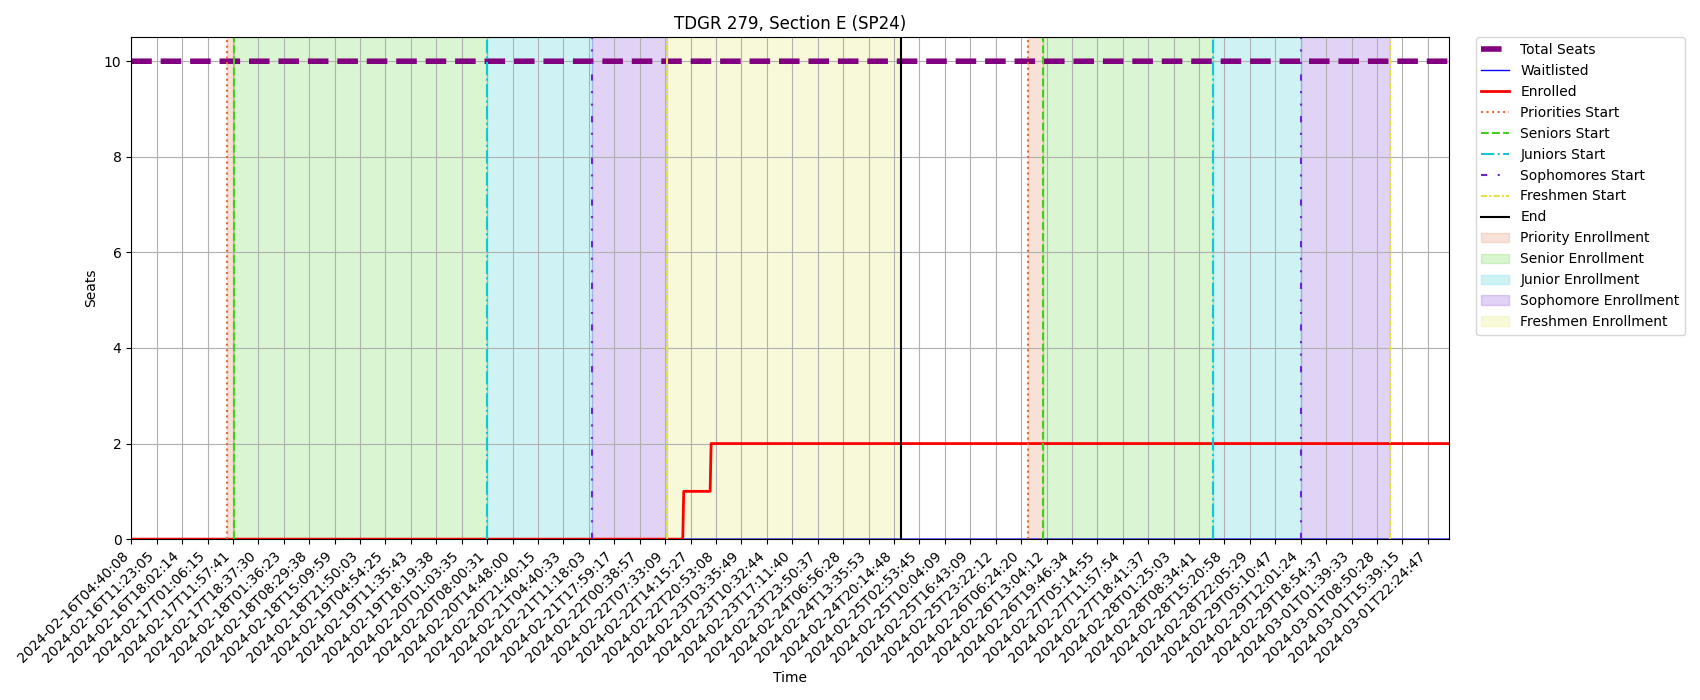 TDGR 279, Section E (SP24)
Seats
10
8
6
4
2
0
2024-02-16T04:40:08
2024-02-16T11:23:05
2024-02-16T18:02:14
2024-02-17T01:06:15
2024-02-17T11:57:41
2024-02-17T18:37:30
2024-02-18T01:36:23
2024-02-18T08:29:38
2024-02-18T15:09:59
2024-02-18T21:50:03
2024-02-19T04:54:25
2024-02-19T11:35:43
2024-02-19T18:19:38
2024-02-20T01:03:35
2024-02-20T08:00:31
2024-02-20T14:48:00
2024-02-20T21:40:15
2024-02-21T04:40:33
2024-02-21T11:18:03
2024-02-21T17:59:17
2024-02-22T00:38:57
2024-02-22T07:33:09
2024-02-22T14:15:27
2024-02-22T20:53:08
2024-02-23T03:35:49
2024-02-23T10:32:44
2024-02-23T17:11:40
2024-02-23T23:50:37
2024-02-24T06:56:28
2024-02-24T13:35:53
2024-02-24T20:14:48
2024-02-25T02:53:45
2024-02-25T10:04:09
2024-02-25T16:43:09
2024-02-25T23:22:12
2024-02-26T06:24:20
2024-02-26T13:04:12
2024-02-26T19:46:34
2024-02-27T05:14:55
2024-02-27T11:57:54
2024-02-27T18:41:37
2024-02-28T01:25:03
2024-02-28T08:34:41
2024-02-28T15:20:58
2024-02-28T22:05:29
2024-02-29T05:10:47
2024-02-29T12:01:24
2024-02-29T18:54:37
2024-03-01T01:39:33
2024-03-01T08:50:28
2024-03-01T15:39:15
2024-03-01T22:24:47
Time
Total Seats
Waitlisted
Enrolled
Priorities Start
Seniors Start
Juniors Start
Sophomores Start
Freshmen Start
End
Priority Enrollment
Senior Enrollment
Junior Enrollment
Sophomore Enrollment
Freshmen Enrollment